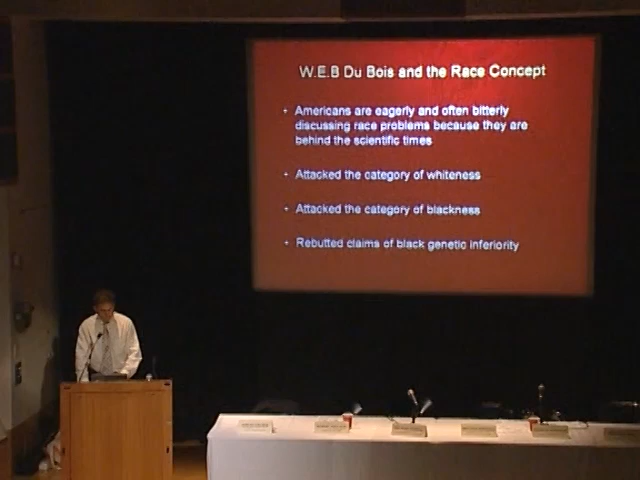 W.E.B Du Bois and the Race Concept
Americans are eagerly and often bitterly
discussing race problems because they are
behind the scientific times
Attacked the category of whiteness
Attacked the category of blackness
Rebutted claims of black genetic inferiority